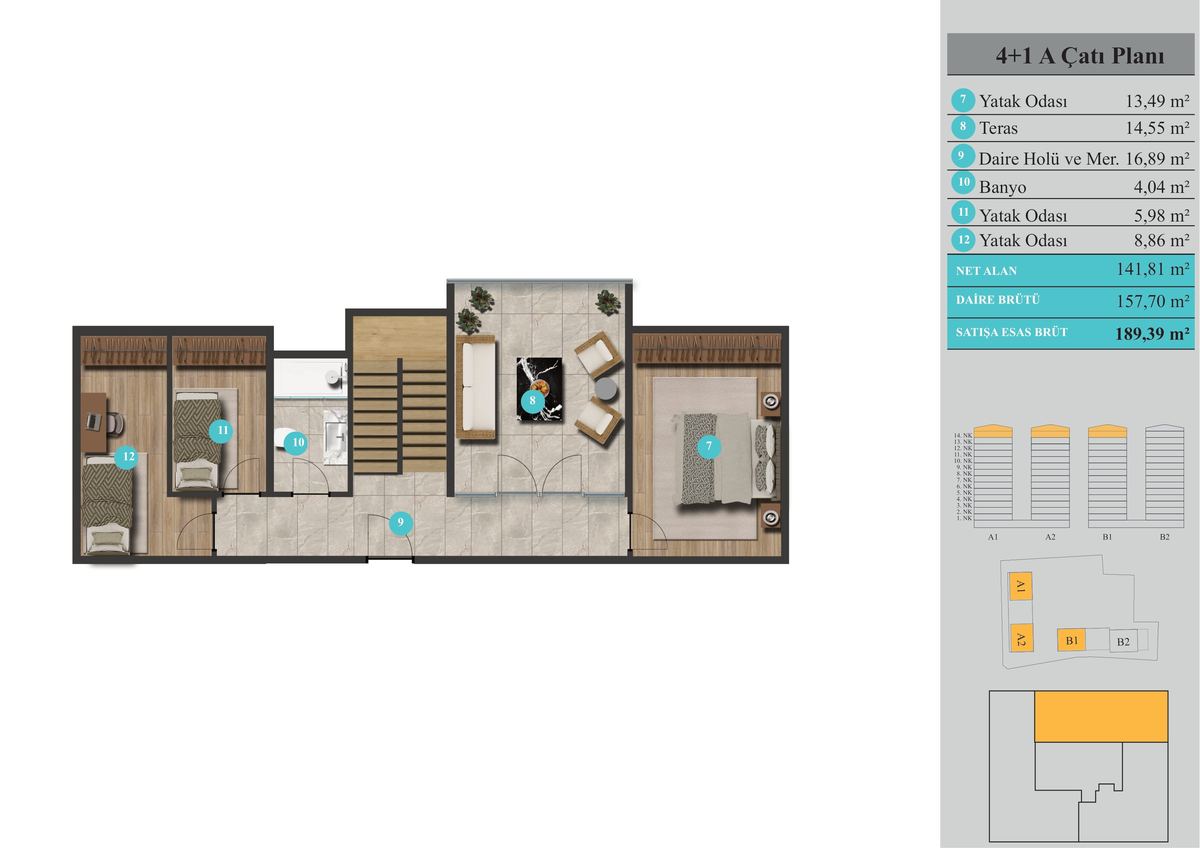 4+1 A Çatı Planı
7 Yatak Odası 13,49 m²
8 Teras 14,55 m²
9 Daire Holü ve Mer. 16,89 m²
10 Banyo 4,04 m²
11 Yatak Odası 5,98 m²
12 Yatak Odası 8,86 m²
NET ALAN 141,81 m²
DAİRE BRÜTÜ 157,70 m²
SATIŞA ESAS BRÜT 189,39 m²
12
11
10
9
8
7
14. NK
13. NK
12. NK
11. NK
10. NK
9. NK
8. NK
7. NK
6. NK
5. NK
4. NK
3. NK
2. NK
1. NK
A1 A2 B1 B2
A1
A2
B1
B2